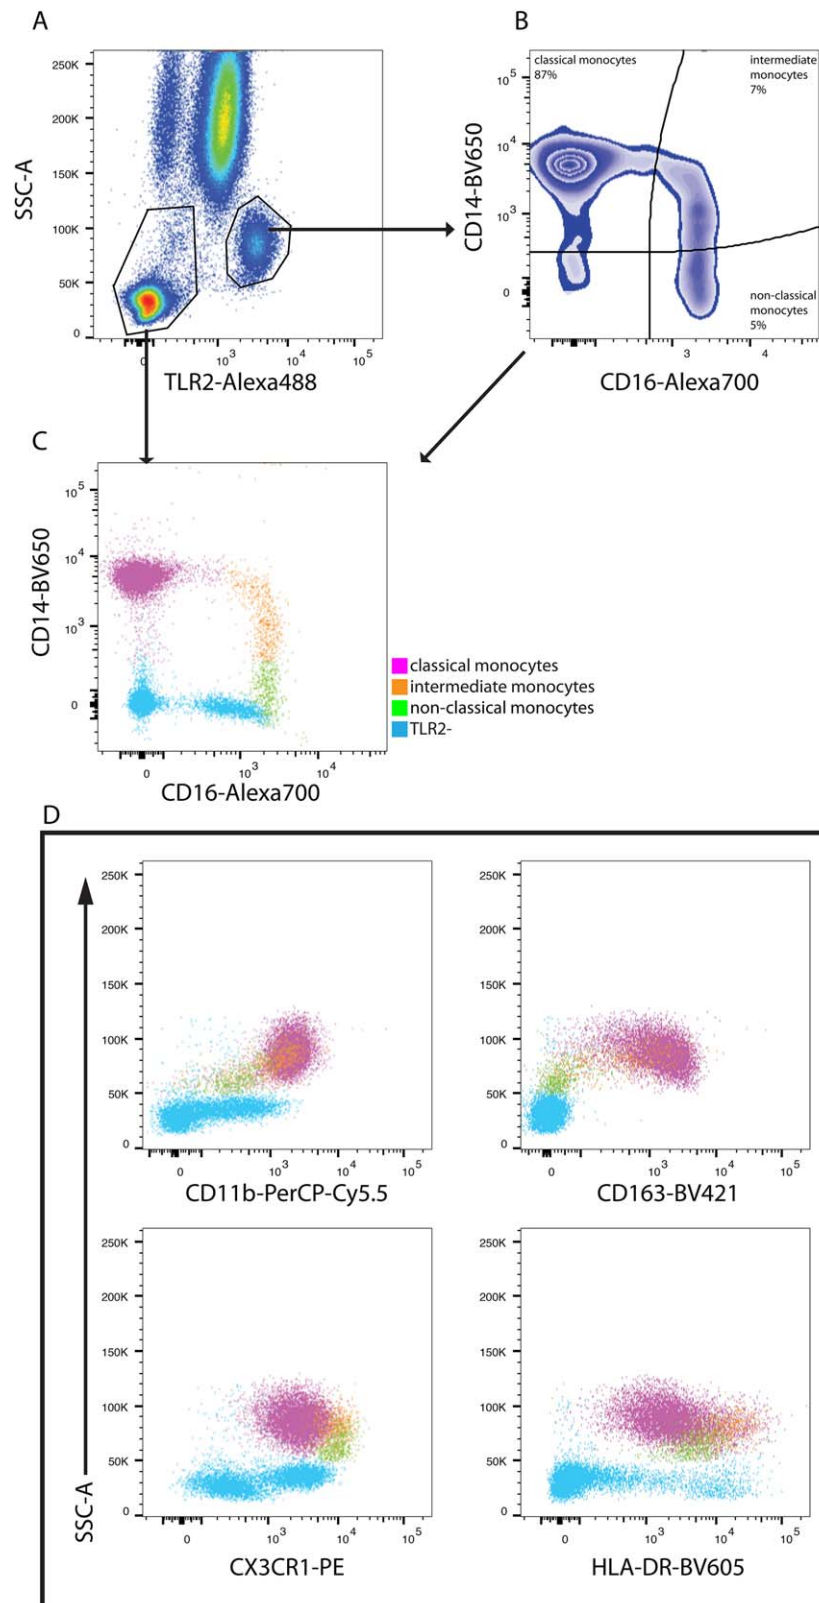 A
250K
200K
150K
100K
50K
0
SSC-A
0
10³
10⁴
10⁵
TLR2-Alexa488
B
classical monocytes
87%
intermediate
monocytes
7%
10⁵
10⁴
10³
0
CD14-BV650
non-classical
monocytes
5%
3
4
CD16-Alexa700
C
10⁵
10⁴
10³
0
CD14-BV650
0
10³
10⁴
CD16-Alexa700
classical monocytes
intermediate monocytes
non-classical monocytes
TLR2-
D
250K
200K
150K
100K
50K
0
0
10³
10⁴
10⁵
CD11b-PerCP-Cy5.5
250K
200K
150K
100K
50K
0
0
10³
10⁴
10⁵
CD163-BV421
250K
200K
150K
100K
50K
0
0
10³
10⁴
10⁵
CX3CR1-PE
250K
200K
150K
100K
50K
0
0
10³
10⁴
10⁵
HLA-DR-BV605
SSC-A